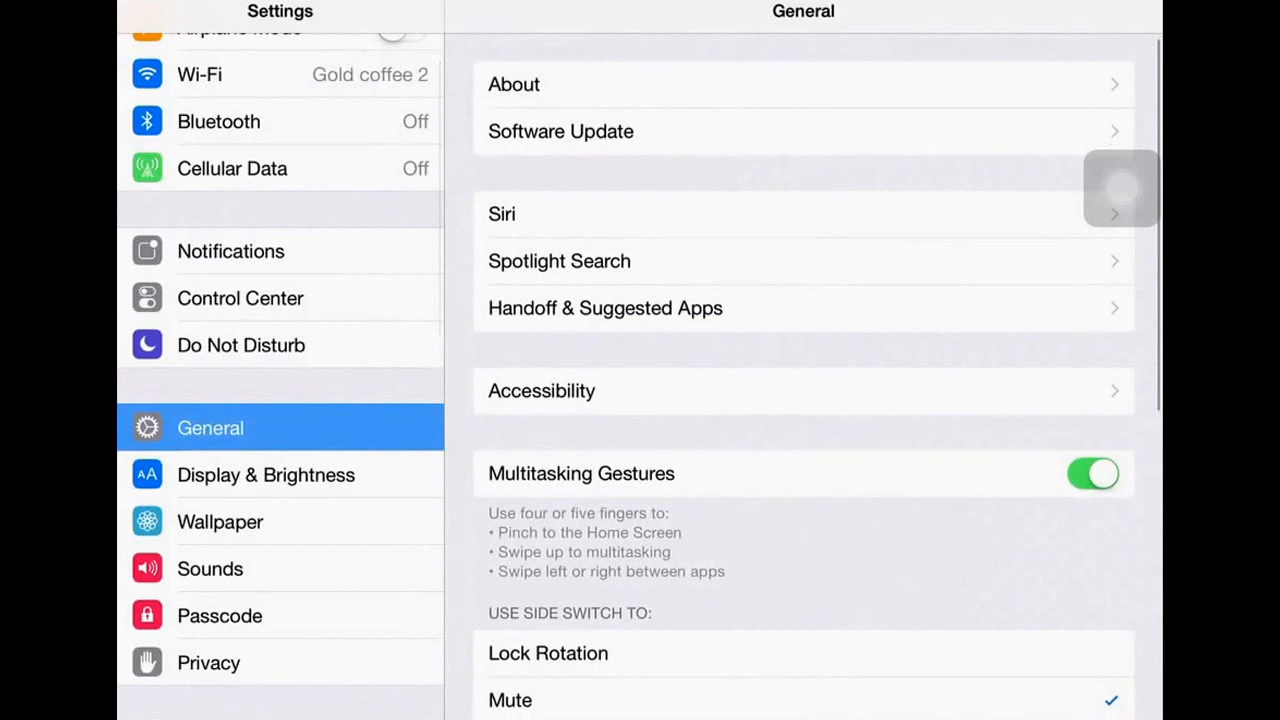 Settings
General
Airplane Mode
Wi-Fi Gold coffee 2
Bluetooth Off
Cellular Data Off
Notifications
Control Center
Do Not Disturb
General
AA Display & Brightness
Wallpaper
Sounds
Passcode
Privacy
About
Software Update
Siri
Spotlight Search
Handoff & Suggested Apps
Accessibility
Multitasking Gestures
Use four or five fingers to:
• Pinch to the Home Screen
• Swipe up to multitasking
• Swipe left or right between apps
USE SIDE SWITCH TO:
Lock Rotation
Mute